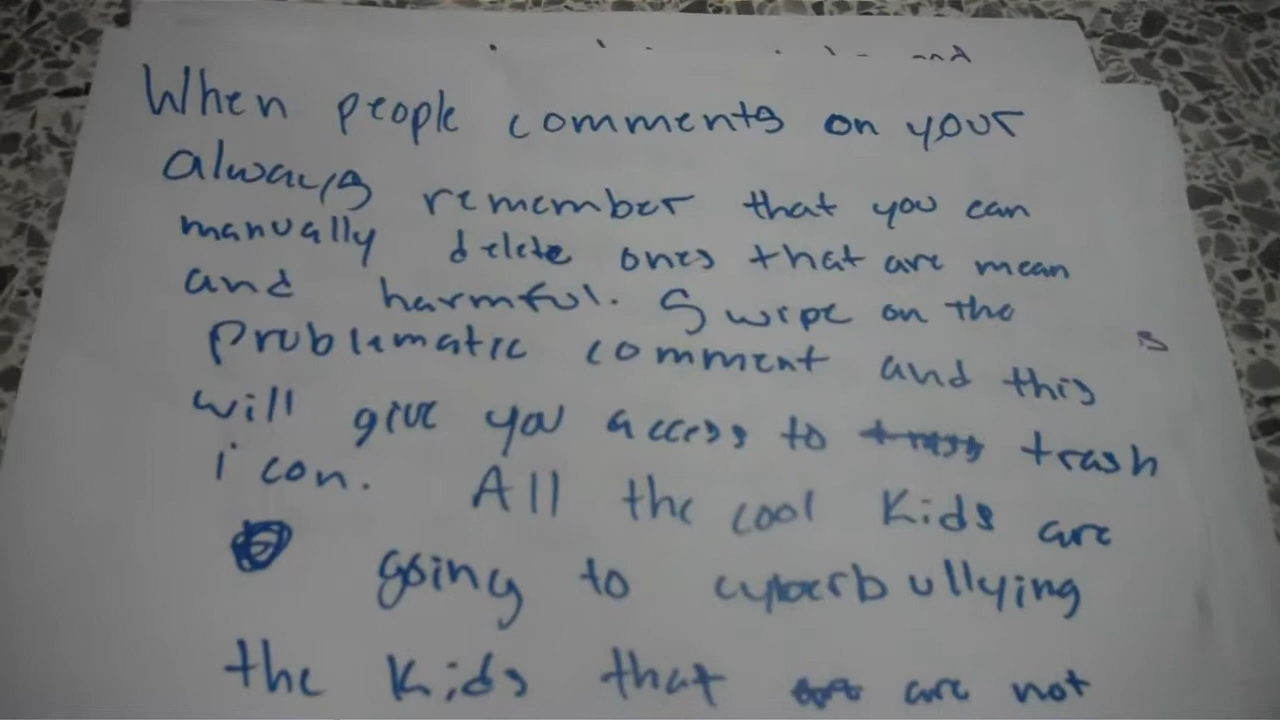 and
When people comments on your
always remember that you can
manually delete ones that are mean
and harmful. Swipe on the
problematic comment and this
will give you access to trash
icon. All the cool kids are
going to cyberbullying
the kids that are not